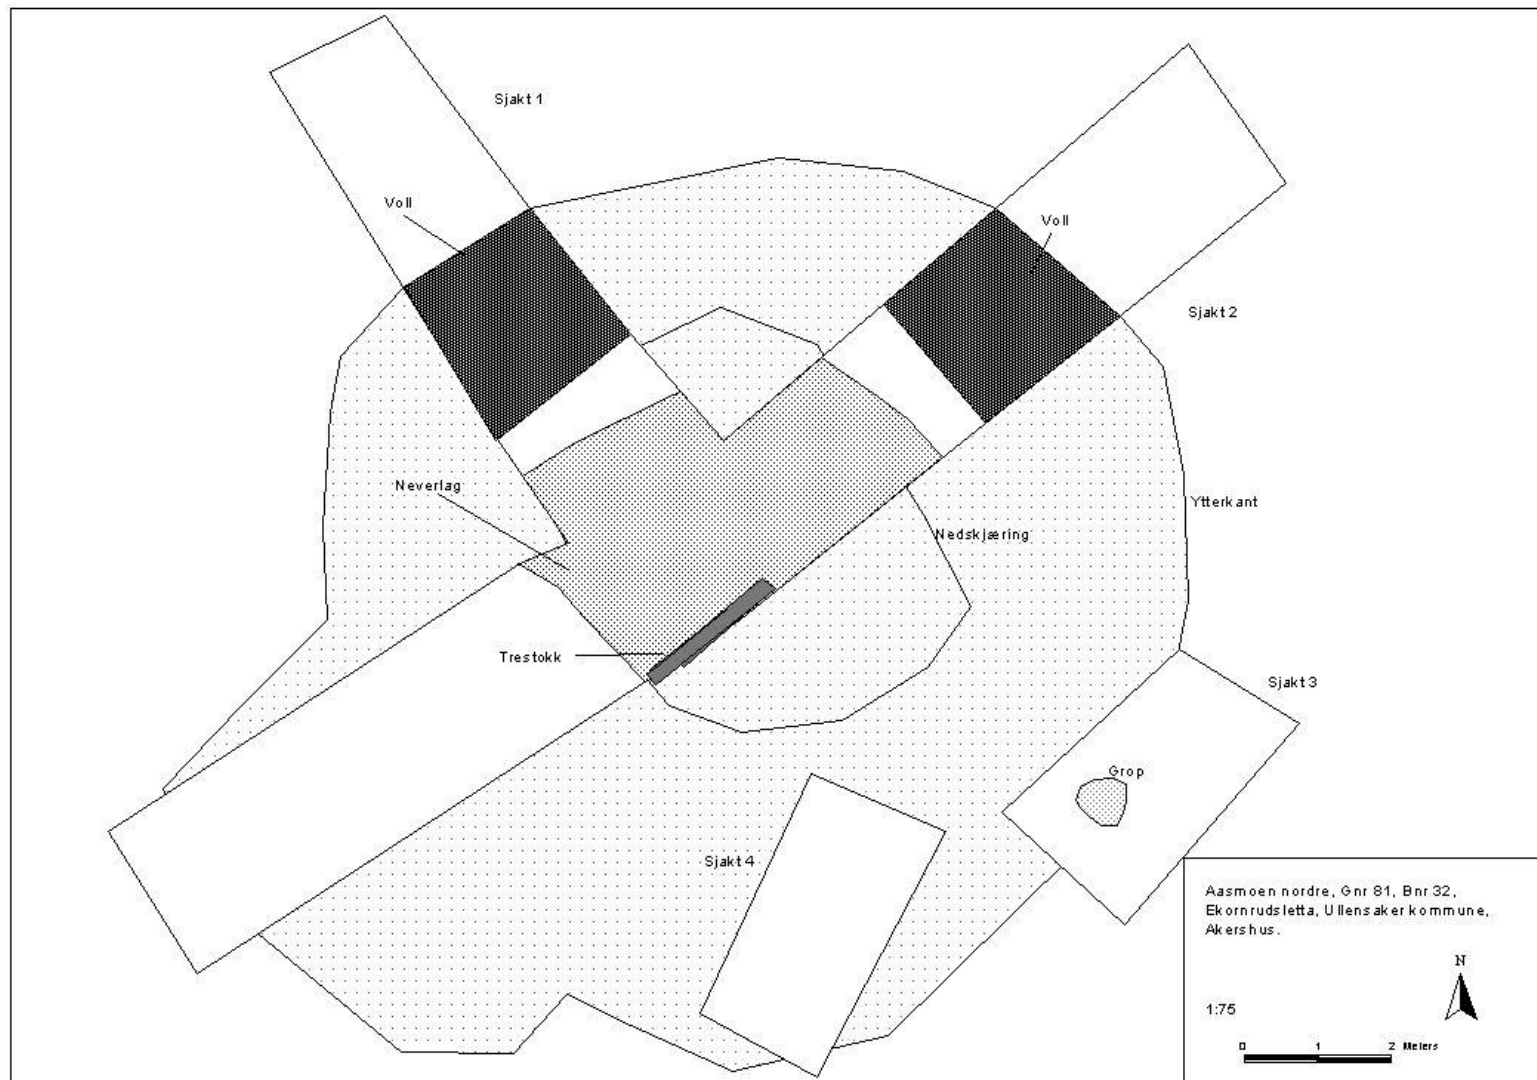 Sjakt 1
Voll
Voll
Sjakt 2
Neverlag
Ytterkant
Nedskjæring
Trestokk
Sjakt 3
Grop
Sjakt 4
Aasmoen nordre, Gnr 81, Bnr 32,
Ekornrudsletta, Ullensaker kommune,
Akershus.
N
1:75
0 1 2 Meters